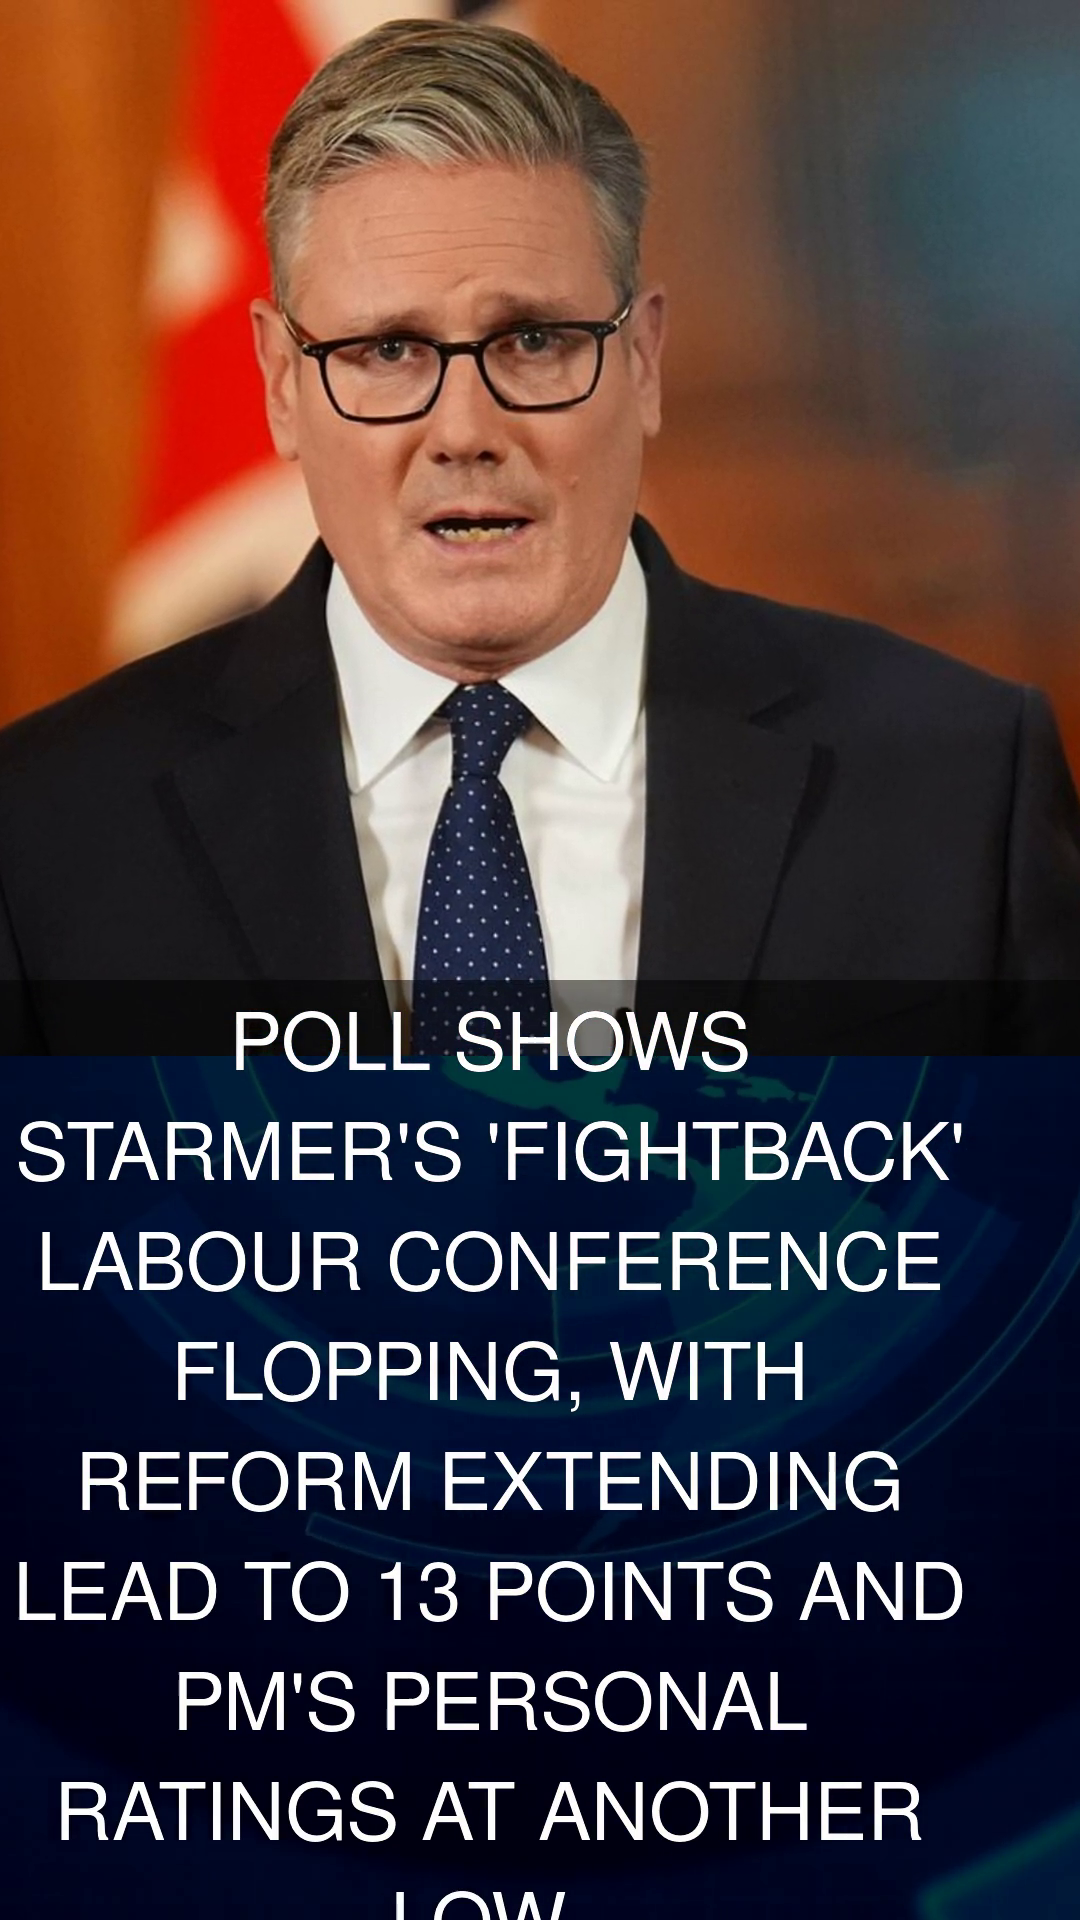 POLL SHOWS
STARMER'S 'FIGHTBACK'
LABOUR CONFERENCE
FLOPPING, WITH
REFORM EXTENDING
LEAD TO 13 POINTS AND
PM'S PERSONAL
RATINGS AT ANOTHER
LOW